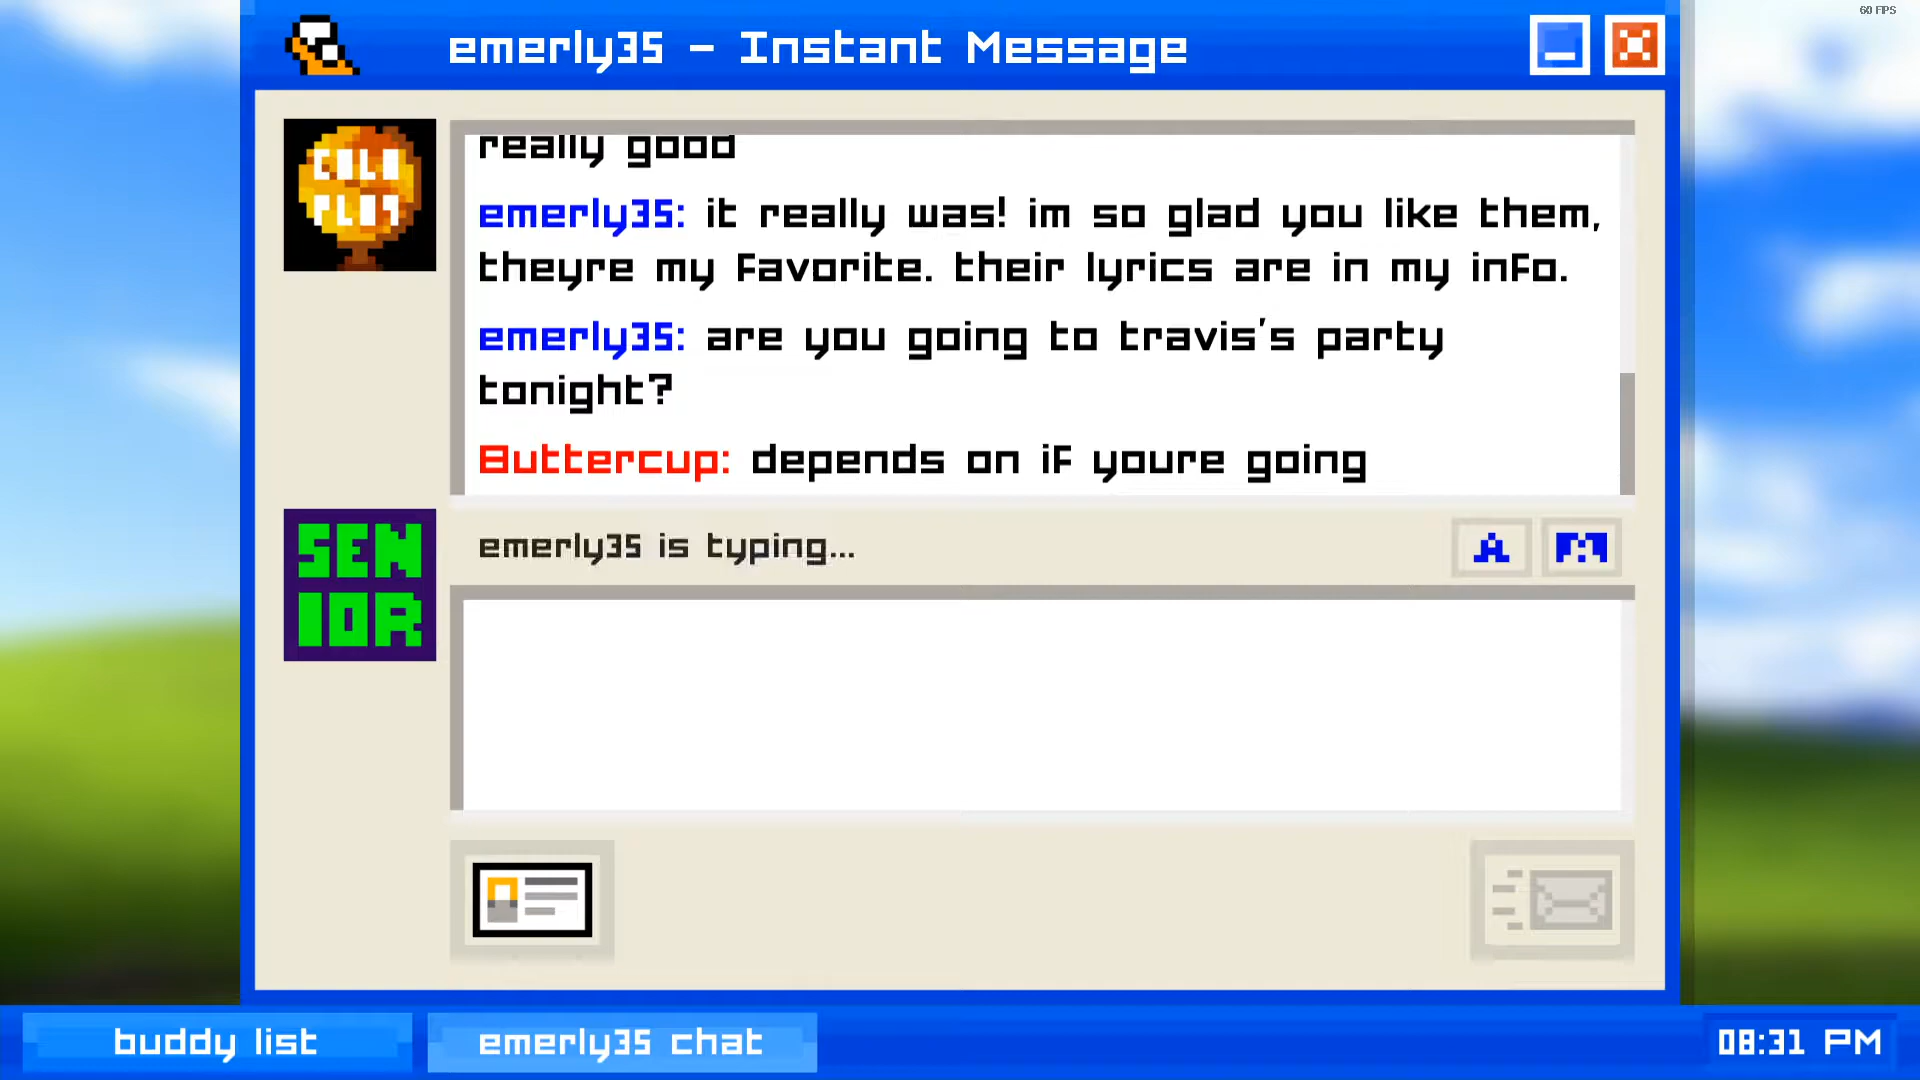 60 FPS
emerly35 - Instant Message
COLD
PLAY
really good
emerly35: it really was! im so glad you like them,
theyre my favorite. their lyrics are in my info.
emerly35: are you going to travis's party
tonight?
Buttercup: depends on if youre going
SEN
IOR
emerly35 is typing...
A
buddy list
emerly35 chat
08:31 PM